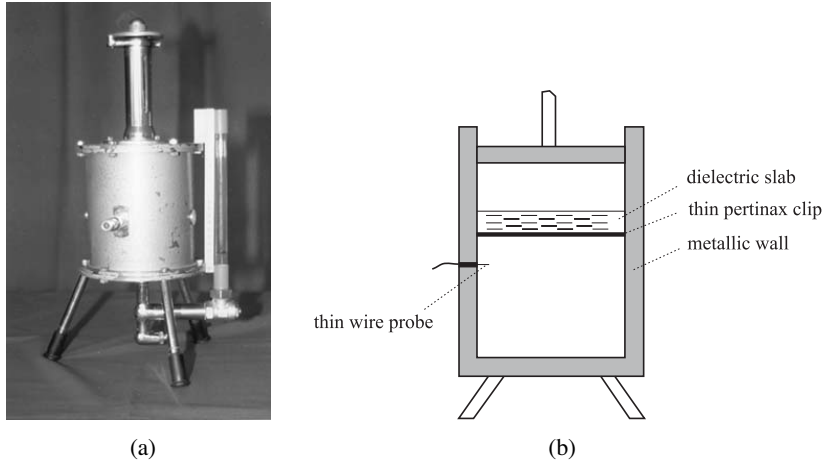 dielectric slab
thin pertinax clip
metallic wall
thin wire probe
(a)
(b)